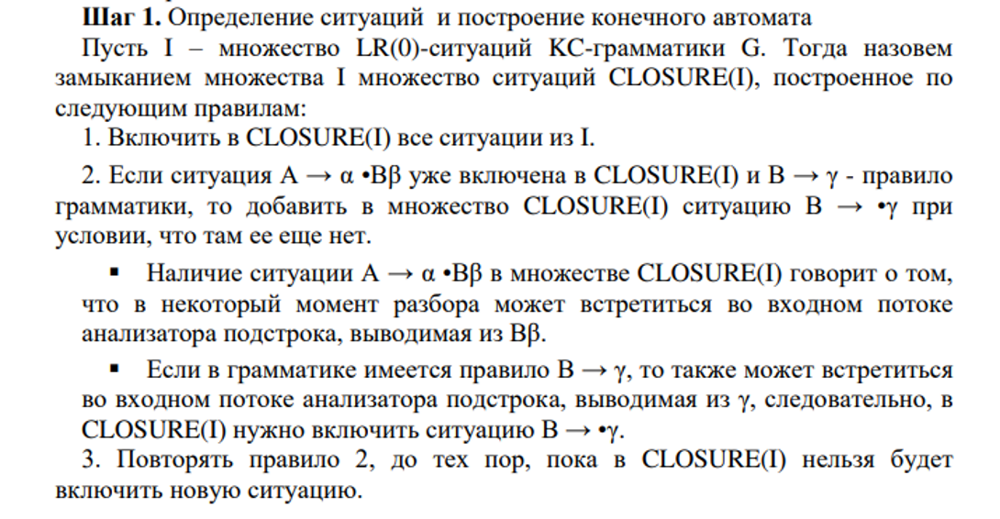 Шаг 1. Определение ситуаций и построение конечного автомата
Пусть I – множество LR(0)-ситуаций КС-грамматики G. Тогда назовем
замыканием множества I множество ситуаций CLOSURE(I), построенное по
следующим правилам:
1. Включить в CLOSURE(I) все ситуации из I.
2. Если ситуация A → α •Bβ уже включена в CLOSURE(I) и B → γ - правило
грамматики, то добавить в множество CLOSURE(I) ситуацию B → •γ при
условии, что там ее еще нет.
▪ Наличие ситуации A → α •Bβ в множестве CLOSURE(I) говорит о том,
что в некоторый момент разбора может встретиться во входном потоке
анализатора подстрока, выводимая из Bβ.
▪ Если в грамматике имеется правило B → γ, то также может встретиться
во входном потоке анализатора подстрока, выводимая из γ, следовательно, в
CLOSURE(I) нужно включить ситуацию B → •γ.
3. Повторять правило 2, до тех пор, пока в CLOSURE(I) нельзя будет
включить новую ситуацию.